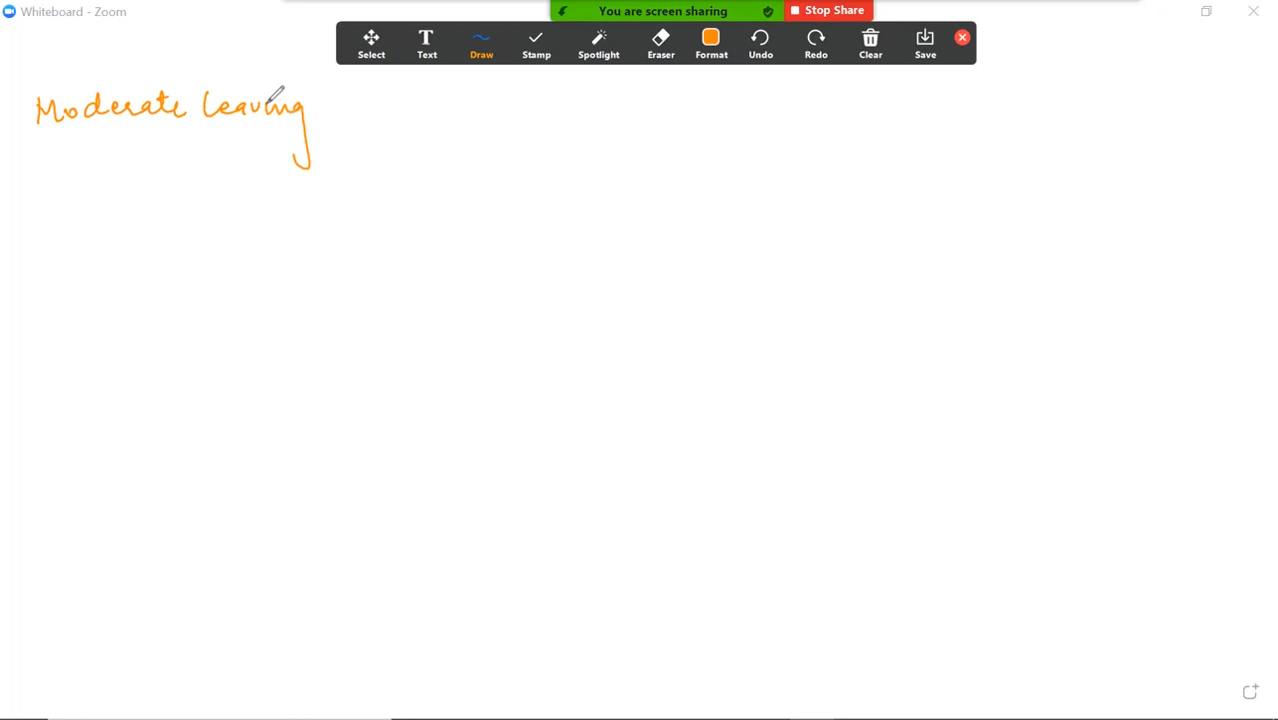 Whiteboard - Zoom
You are screen sharing
Stop Share
Select Text Draw Stamp Spotlight Eraser Format Undo Redo Clear Save
Moderate leaving